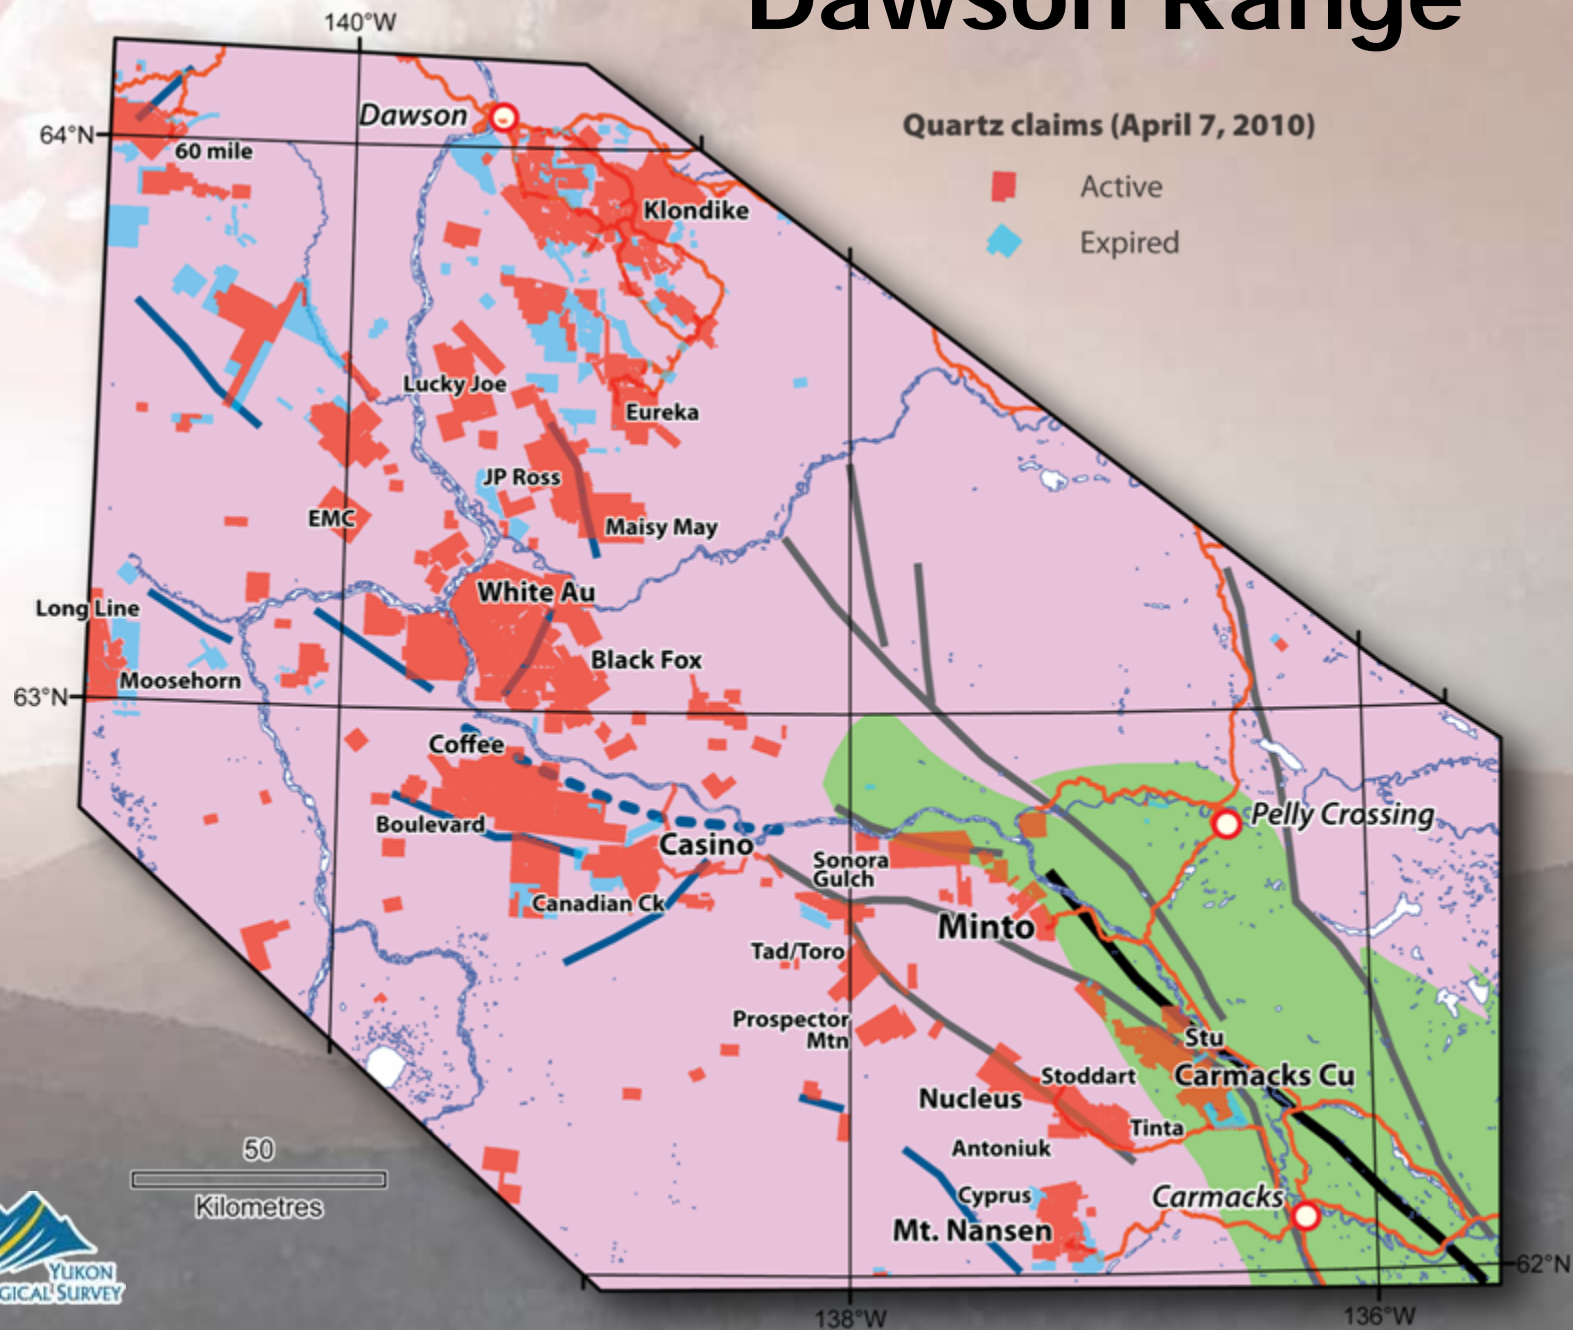 Dawson Range
140°W
Dawson
Quartz claims (April 7, 2010)
64°N
60 mile
Active
Klondike
Expired
Lucky Joe
Eureka
JP Ross
EMC
Maisy May
White Au
Long Line
Black Fox
Moosehorn
63°N
Coffee
Pelly Crossing
Boulevard
Casino
Sonora
Gulch
Canadian Ck
Minto
Tad/Toro
Prospector
Mtn
Stu
Stoddart
Carmacks Cu
Nucleus
Tinta
50
Antoniuk
Kilometres
Cyprus
Carmacks
Mt. Nansen
YUKON
GICAL SURVEY
62°N
138°W
136°W